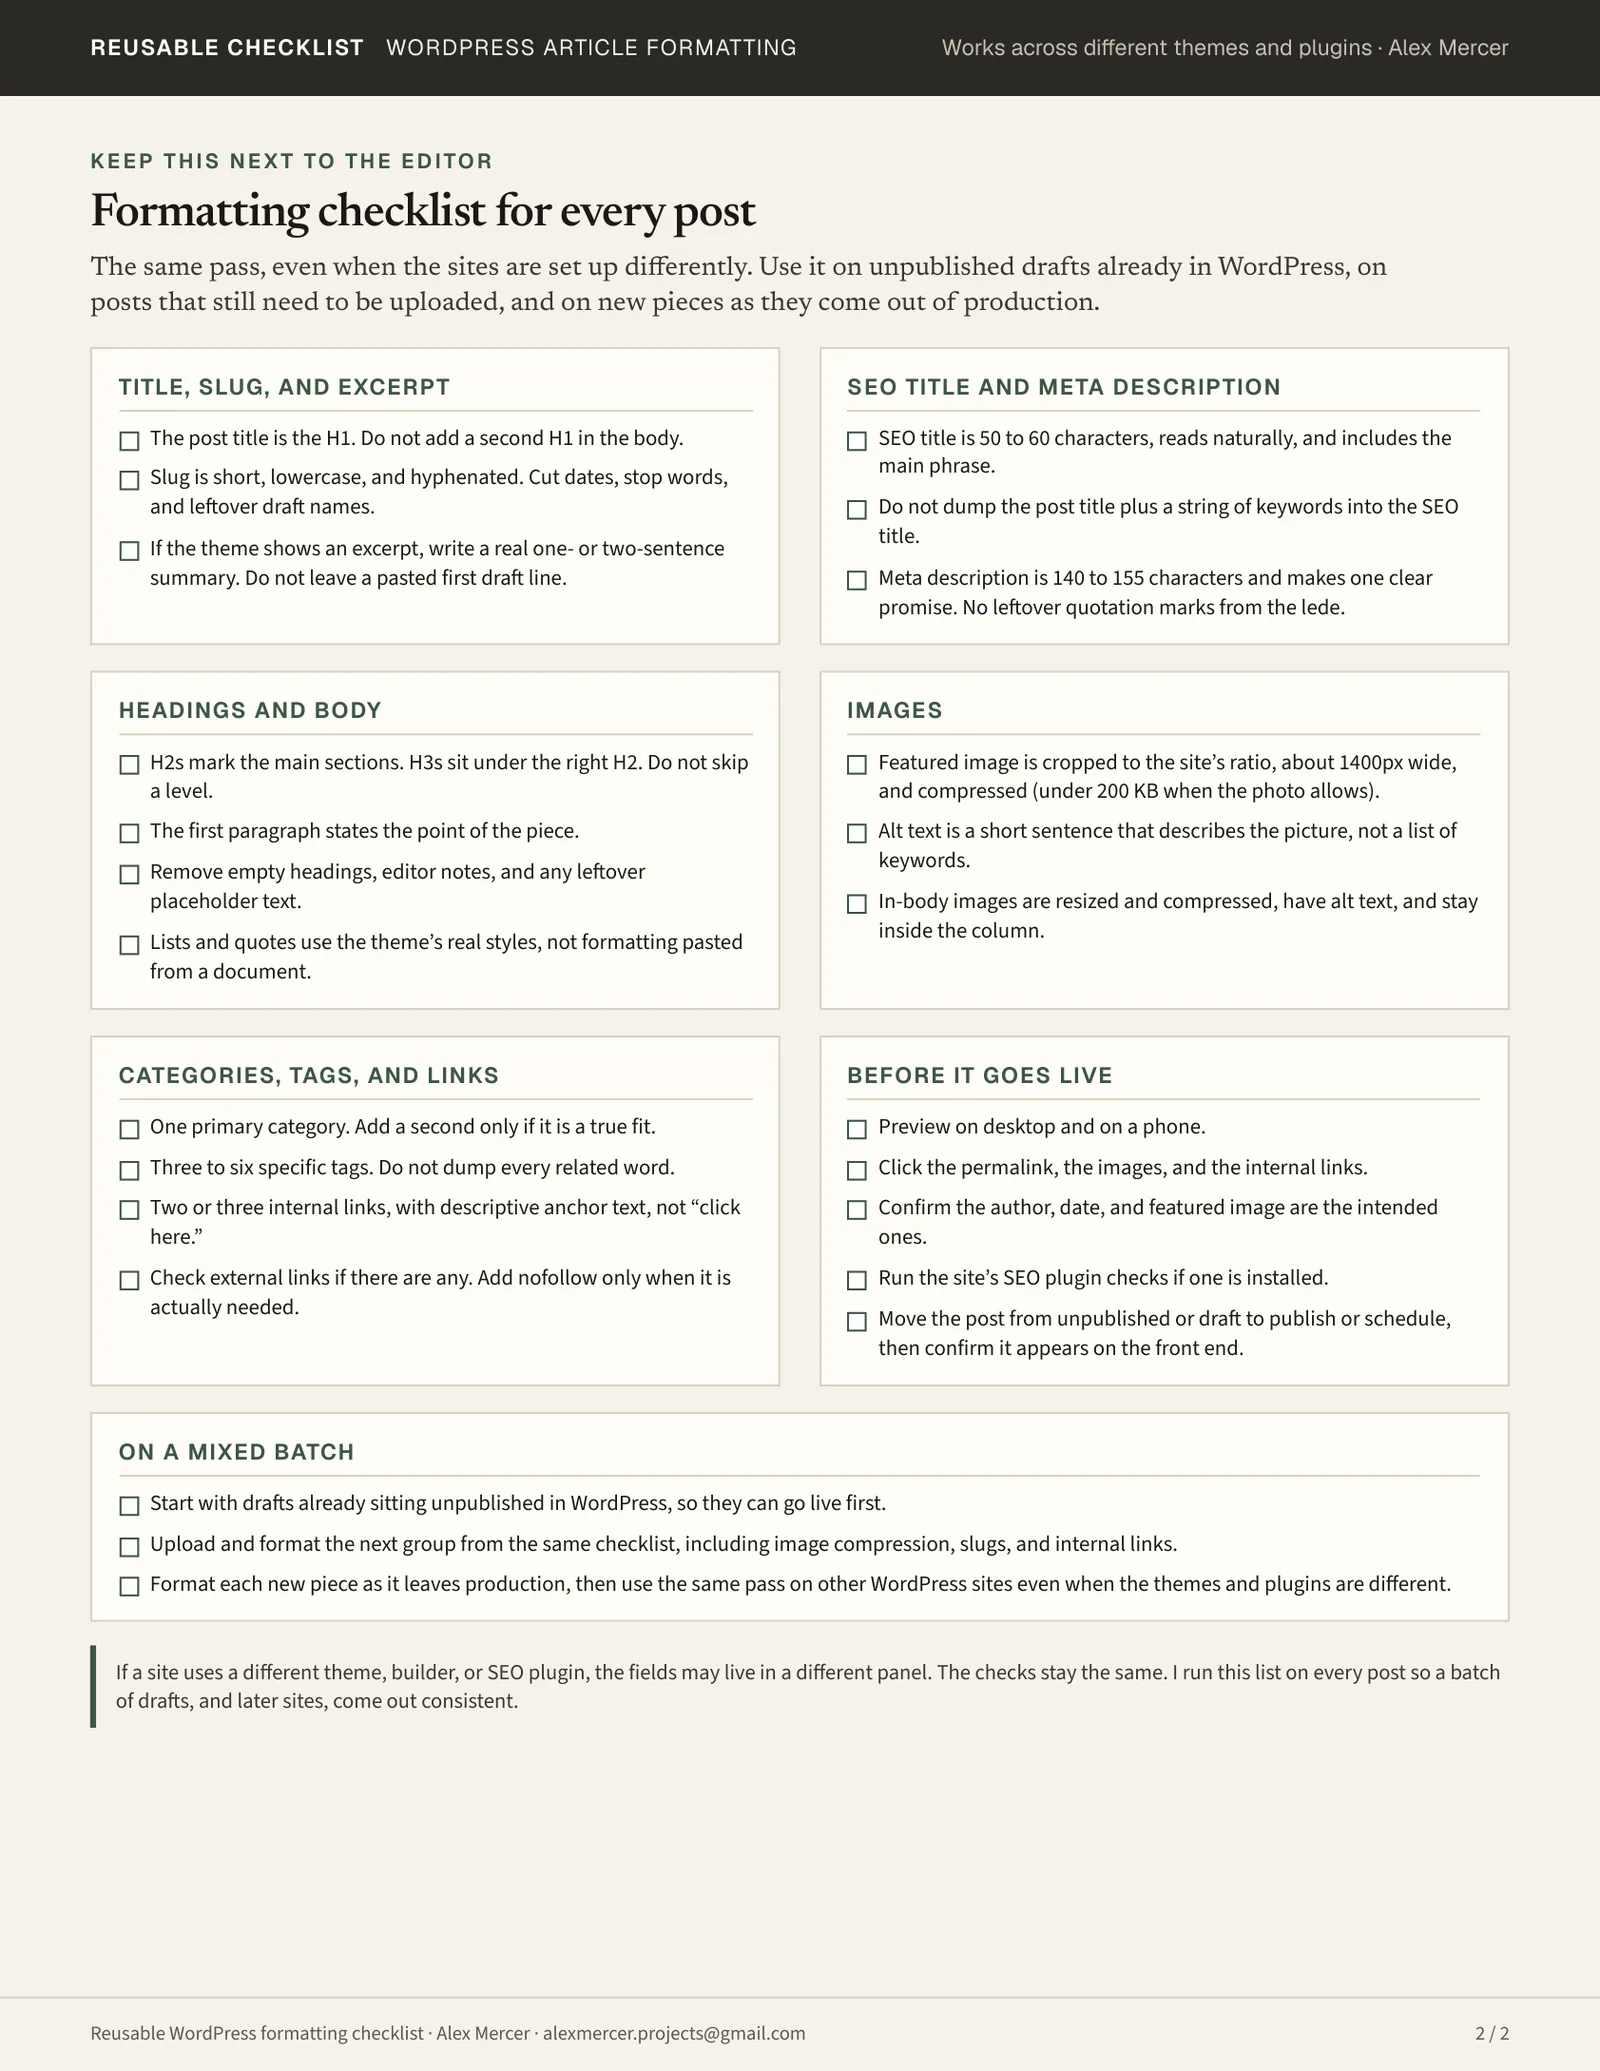 REUSABLE CHECKLIST WORDPRESS ARTICLE FORMATTING
Works across different themes and plugins · Alex Mercer
KEEP THIS NEXT TO THE EDITOR
Formatting checklist for every post
The same pass, even when the sites are set up differently. Use it on unpublished drafts already in WordPress, on
posts that still need to be uploaded, and on new pieces as they come out of production.
TITLE, SLUG, AND EXCERPT
The post title is the H1. Do not add a second H1 in the body.
Slug is short, lowercase, and hyphenated. Cut dates, stop words,
and leftover draft names.
If the theme shows an excerpt, write a real one- or two-sentence
summary. Do not leave a pasted first draft line.
SEO TITLE AND META DESCRIPTION
SEO title is 50 to 60 characters, reads naturally, and includes the
main phrase.
Do not dump the post title plus a string of keywords into the SEO
title.
Meta description is 140 to 155 characters and makes one clear
promise. No leftover quotation marks from the lede.
HEADINGS AND BODY
H2s mark the main sections. H3s sit under the right H2. Do not skip
a level.
The first paragraph states the point of the piece.
Remove empty headings, editor notes, and any leftover
placeholder text.
Lists and quotes use the theme’s real styles, not formatting pasted
from a document.
IMAGES
Featured image is cropped to the site’s ratio, about 1400px wide,
and compressed (under 200 KB when the photo allows).
Alt text is a short sentence that describes the picture, not a list of
keywords.
In-body images are resized and compressed, have alt text, and stay
inside the column.
CATEGORIES, TAGS, AND LINKS
One primary category. Add a second only if it is a true fit.
Three to six specific tags. Do not dump every related word.
Two or three internal links, with descriptive anchor text, not “click
here.”
Check external links if there are any. Add nofollow only when it is
actually needed.
BEFORE IT GOES LIVE
Preview on desktop and on a phone.
Click the permalink, the images, and the internal links.
Confirm the author, date, and featured image are the intended
ones.
Run the site’s SEO plugin checks if one is installed.
Move the post from unpublished or draft to publish or schedule,
then confirm it appears on the front end.
ON A MIXED BATCH
Start with drafts already sitting unpublished in WordPress, so they can go live first.
Upload and format the next group from the same checklist, including image compression, slugs, and internal links.
Format each new piece as it leaves production, then use the same pass on other WordPress sites even when the themes and plugins are different.
If a site uses a different theme, builder, or SEO plugin, the fields may live in a different panel. The checks stay the same. I run this list on every post so a batch
of drafts, and later sites, come out consistent.
Reusable WordPress formatting checklist · Alex Mercer · alexmercer.projects@gmail.com
2 / 2